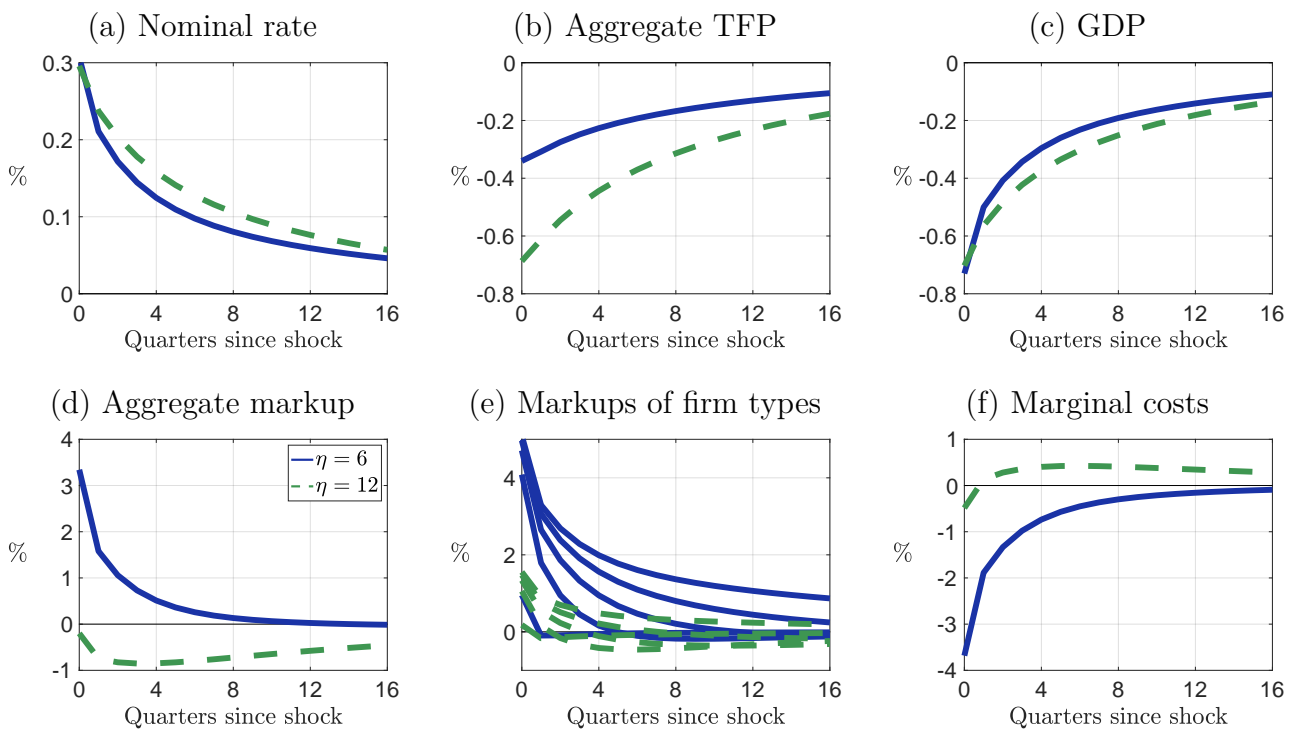 (a) Nominal rate
0.3
0.2
%
0.1
0
0 4 8 12 16
Quarters since shock
(b) Aggregate TFP
0
-0.2
% -0.4
-0.6
-0.8
0 4 8 12 16
Quarters since shock
(c) GDP
0
-0.2
% -0.4
-0.6
-0.8
0 4 8 12 16
Quarters since shock
(d) Aggregate markup
4
3
2
%
1
0
-1
η = 6
η = 12
0 4 8 12 16
Quarters since shock
(e) Markups of firm types
4
%
2
0
0 4 8 12 16
Quarters since shock
(f) Marginal costs
1
0
-1
%
-2
-3
-4
0 4 8 12 16
Quarters since shock